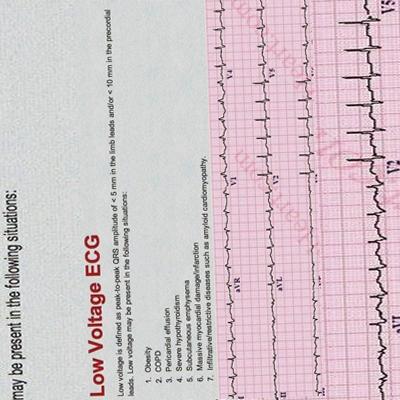 may be present in the following situations:
Low Voltage ECG
Low voltage is defined as peak-to-peak QRS amplitude of < 5 mm in the limb leads and/or < 10 mm in the precordial
leads. Low voltage may be present in the following situations:
1. Obesity
2. COPD
3. Pericardial effusion
4. Severe hypothyroidism
5. Subcutaneous emphysema
6. Massive myocardial damage/infarction
7. Infiltrative/restrictive diseases such as amyloid cardiomyopathy.
I aVR V1 V4
II aVL V2 V5
aVL V2 V5